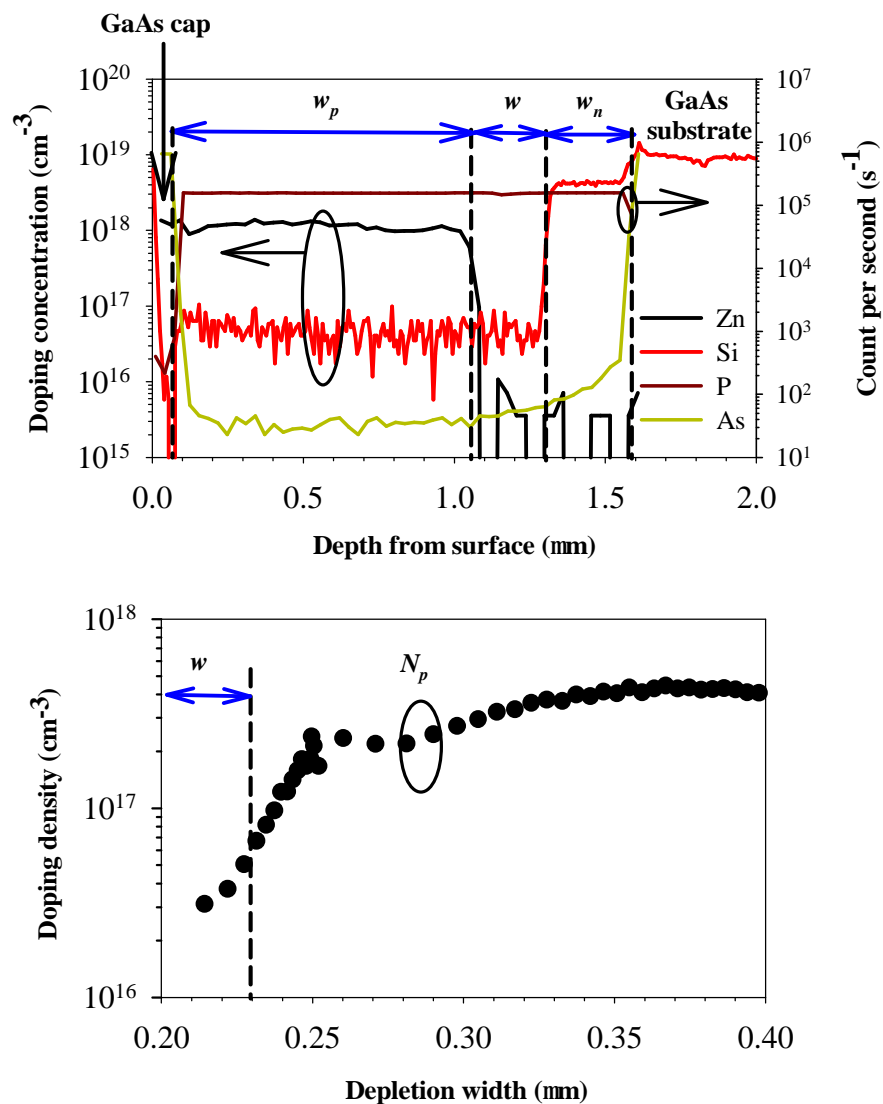 GaAs cap
10^20
10^19
10^18
10^17
10^16
10^15
Doping concentration (cm^-3)
w_p
w
w_n
GaAs
substrate
10^7
10^6
10^5
10^4
10^3
10^2
10^1
Count per second (s^-1)
Zn
Si
P
As
0.0 0.5 1.0 1.5 2.0
Depth from surface (mm)
10^18
10^17
10^16
Doping density (cm^-3)
w
N_p
0.20 0.25 0.30 0.35 0.40
Depletion width (mm)